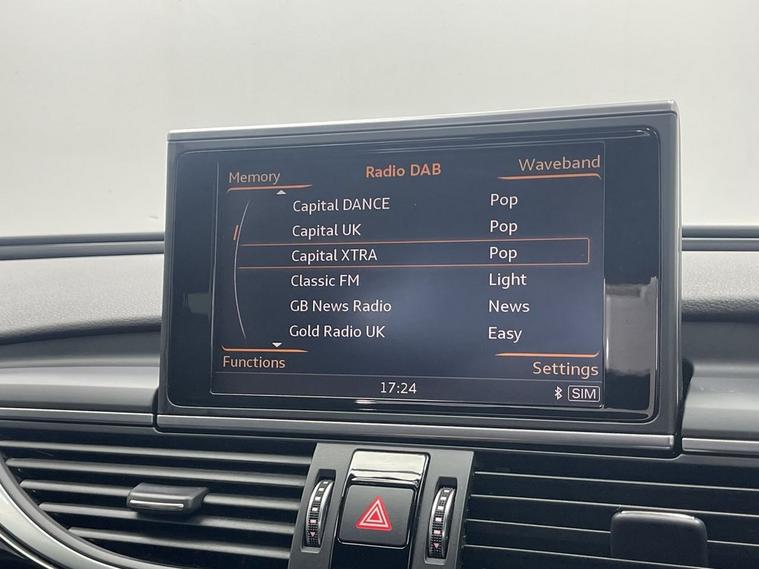 Memory Radio DAB Waveband
Capital DANCE Pop
Capital UK Pop
Capital XTRA Pop
Classic FM Light
GB News Radio News
Gold Radio UK Easy
Functions Settings
17:24 SIM